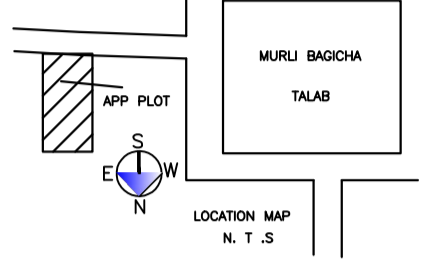 MURLI BAGICHA
TALAB
APP PLOT
S
E W
N
LOCATION MAP
N. T .S